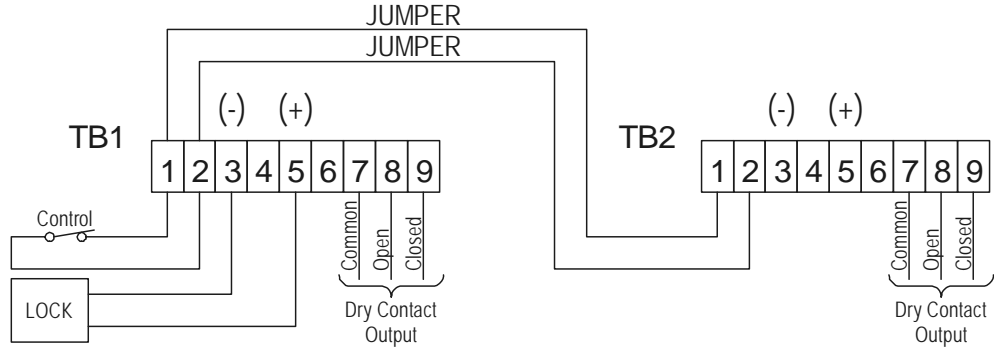 JUMPER
JUMPER
(-) (+)
(-) (+)
TB1
TB2
1 2 3 4 5 6 7 8 9
1 2 3 4 5 6 7 8 9
Control
Common
Open
Closed
Common
Open
Closed
LOCK
Dry Contact
Output
Dry Contact
Output